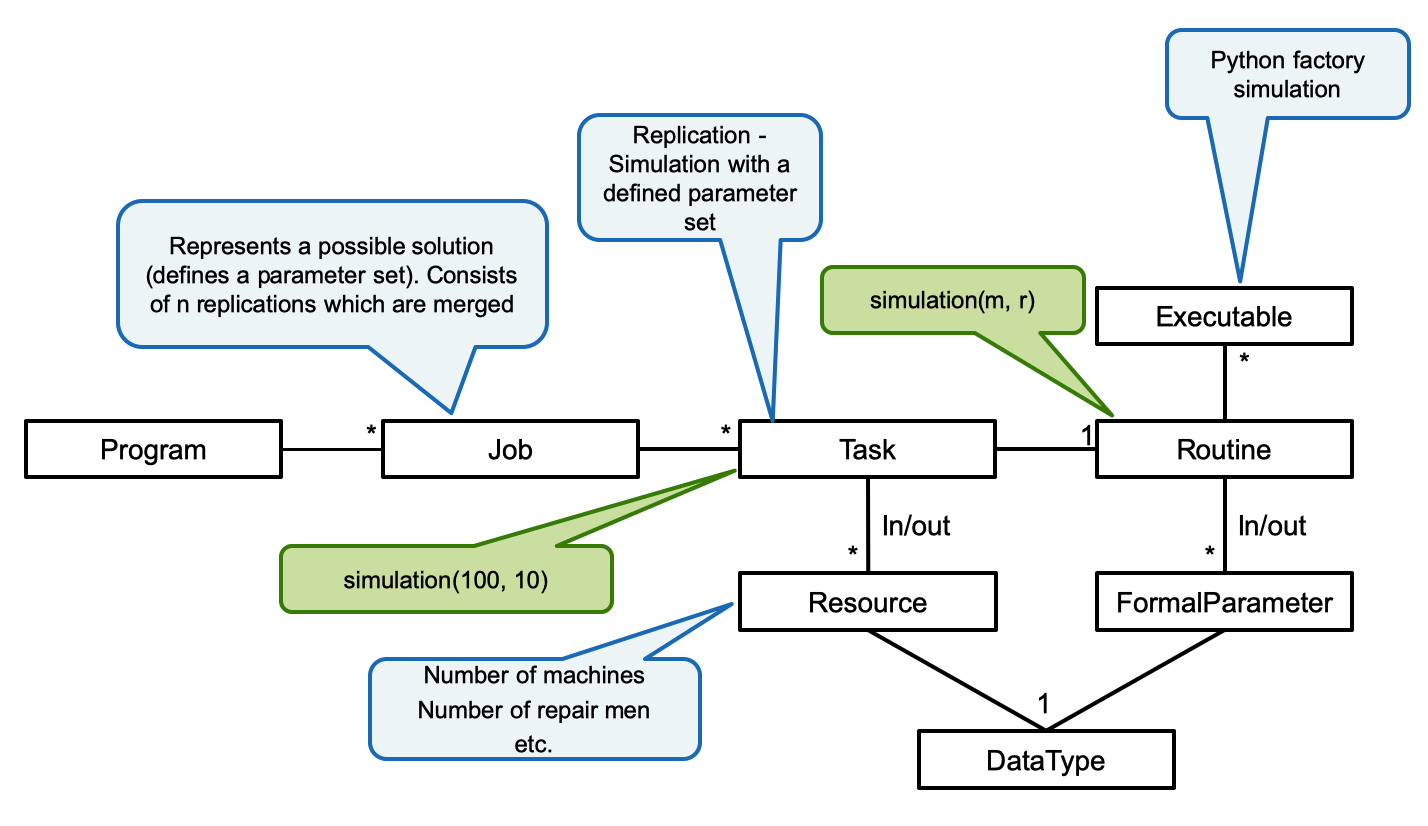 Python factory
simulation
Replication -
Simulation with a
defined parameter
set
Represents a possible solution
(defines a parameter set). Consists
of n replications which are merged
simulation(m, r)
Executable
*
Program
*
Job
*
Task
1
Routine
In/out
*
In/out
*
simulation(100, 10)
Resource
FormalParameter
Number of machines
Number of repair men
etc.
1
DataType